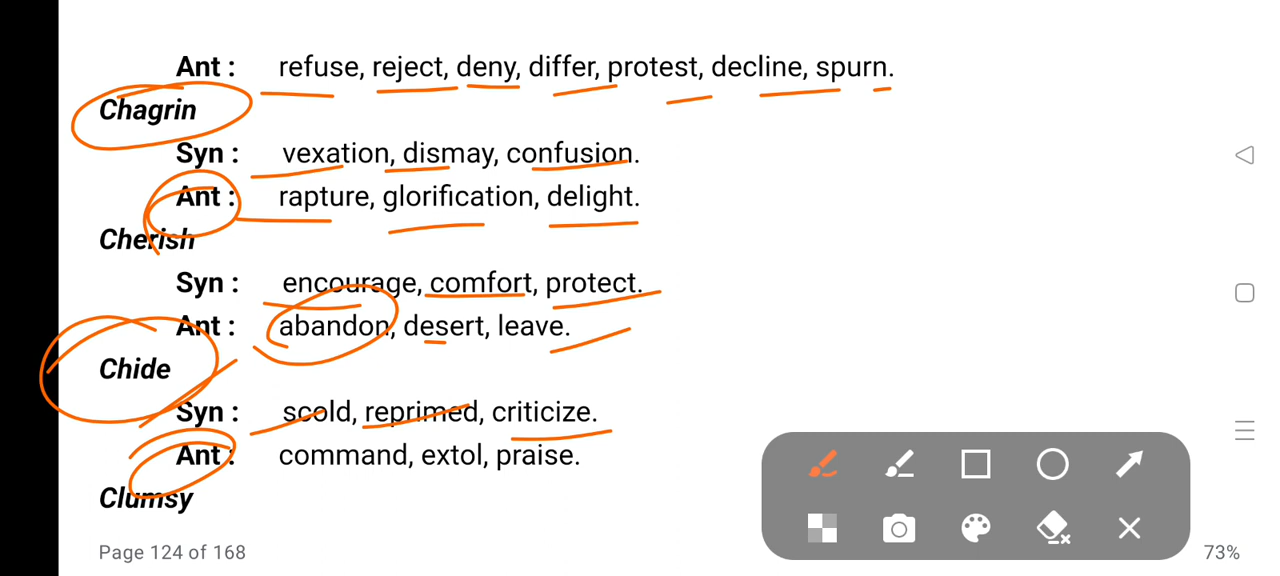 Ant : refuse, reject, deny, differ, protest, decline, spurn.
Chagrin
Syn : vexation, dismay, confusion.
Ant : rapture, glorification, delight.
Cherish
Syn : encourage, comfort, protect.
Ant : abandon, desert, leave.
Chide
Syn : scold, reprimed, criticize.
Ant : command, extol, praise.
Clumsy
Page 124 of 168
73%